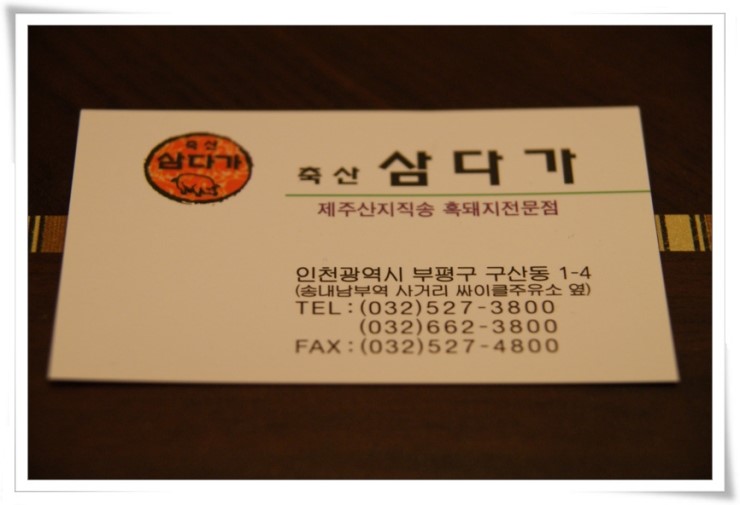 축산
삼다가
축산 삼다가
제주산지직송 흑돼지전문점
인천광역시 부평구 구산동 1-4
(송내남부역 사거리 싸이클주유소 옆)
TEL : (032)527-3800
(032)662-3800
FAX : (032)527-4800